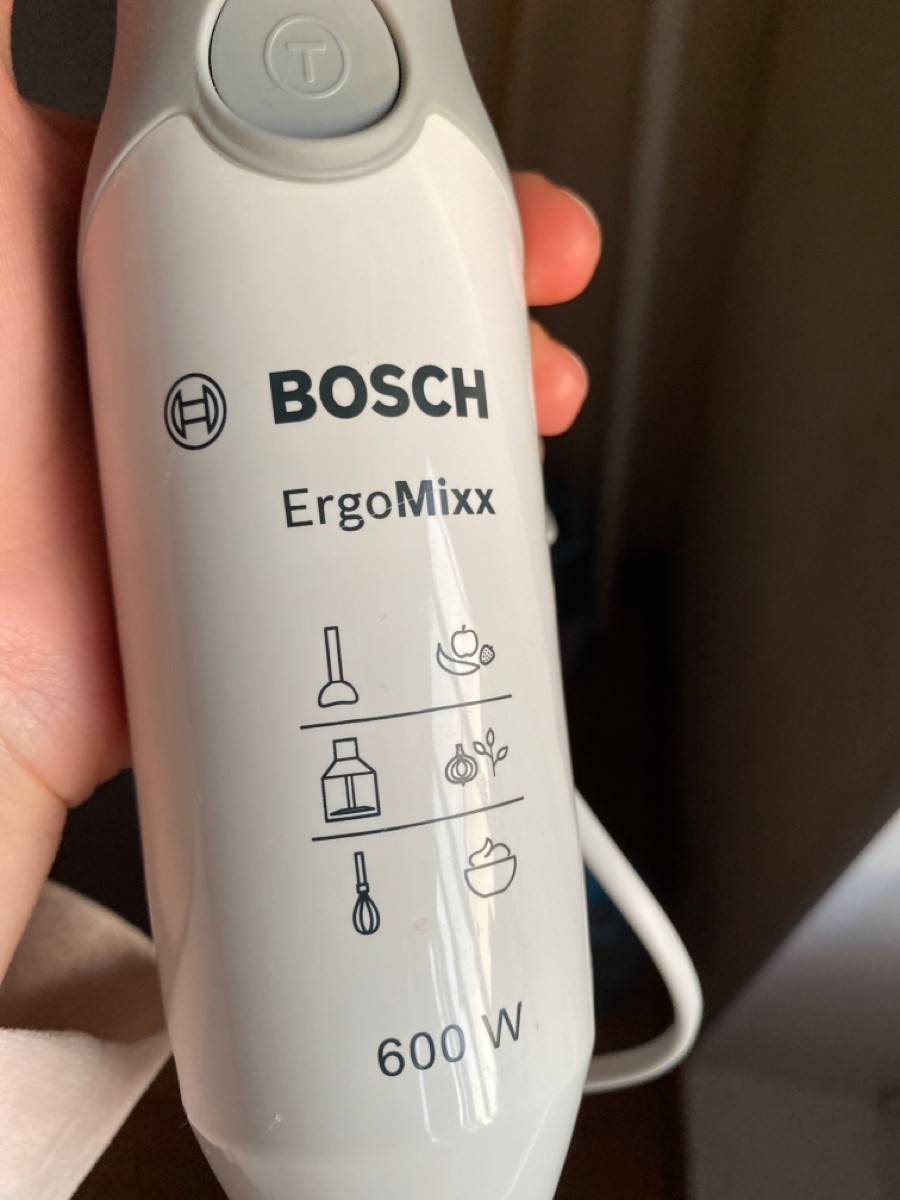 T
BOSCH
ErgoMixx
600 W